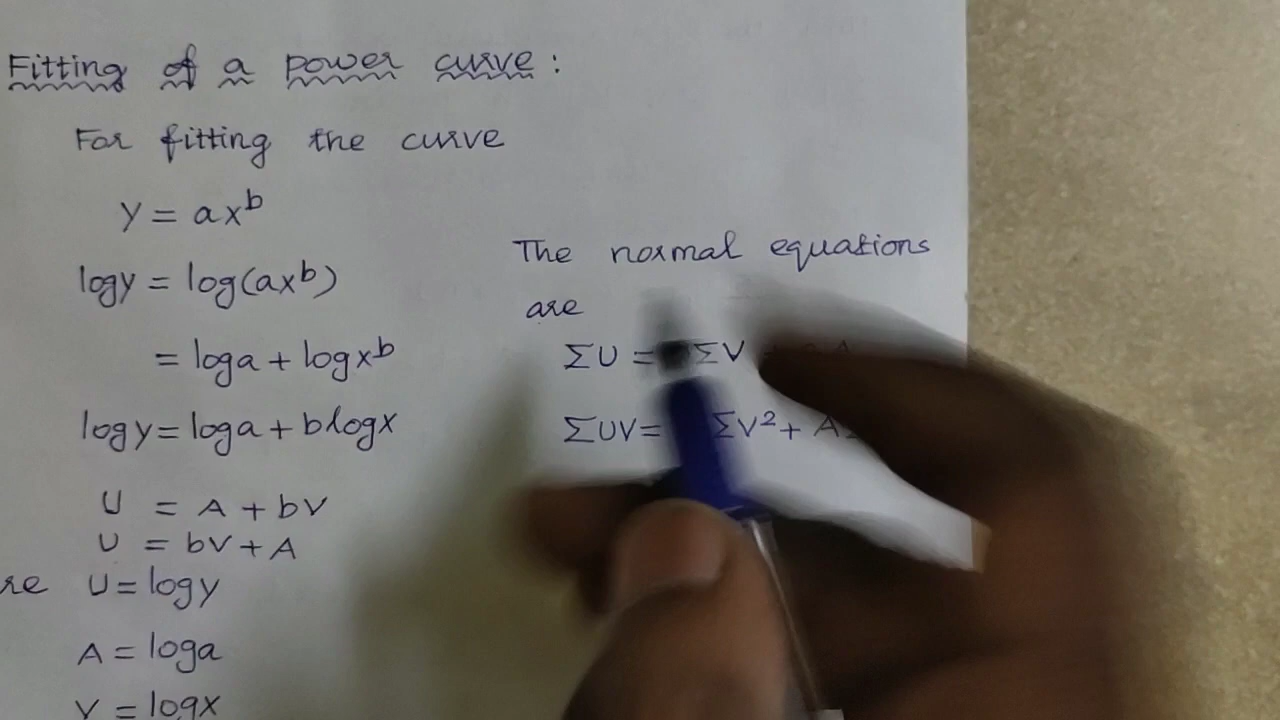 Fitting of a power curve :
For fitting the curve
y = ax^b
logy = log(ax^b)
= loga + logx^b
logy = loga + blogx
U = A + bV
U = bV + A
re U = logy
A = loga
V = logx
The normal equations
are
ΣU = ΣV
ΣUV = ΣV² + A